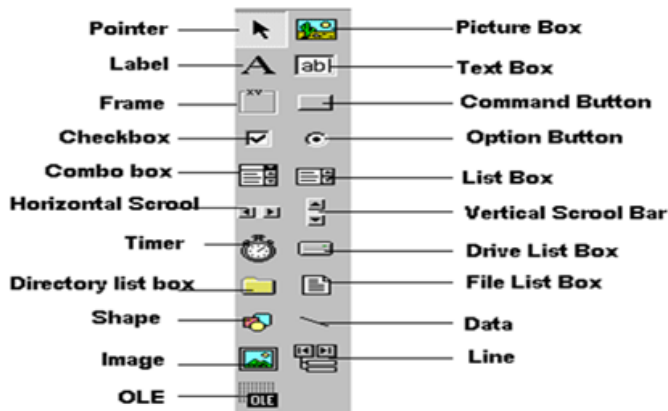 Pointer Picture Box
Label A ab Text Box
Frame XY Command Button
Checkbox Option Button
Combo box List Box
Horizontal Scrool Vertical Scrool Bar
Timer Drive List Box
Directory list box File List Box
Shape Data
Image Line
OLE OLE